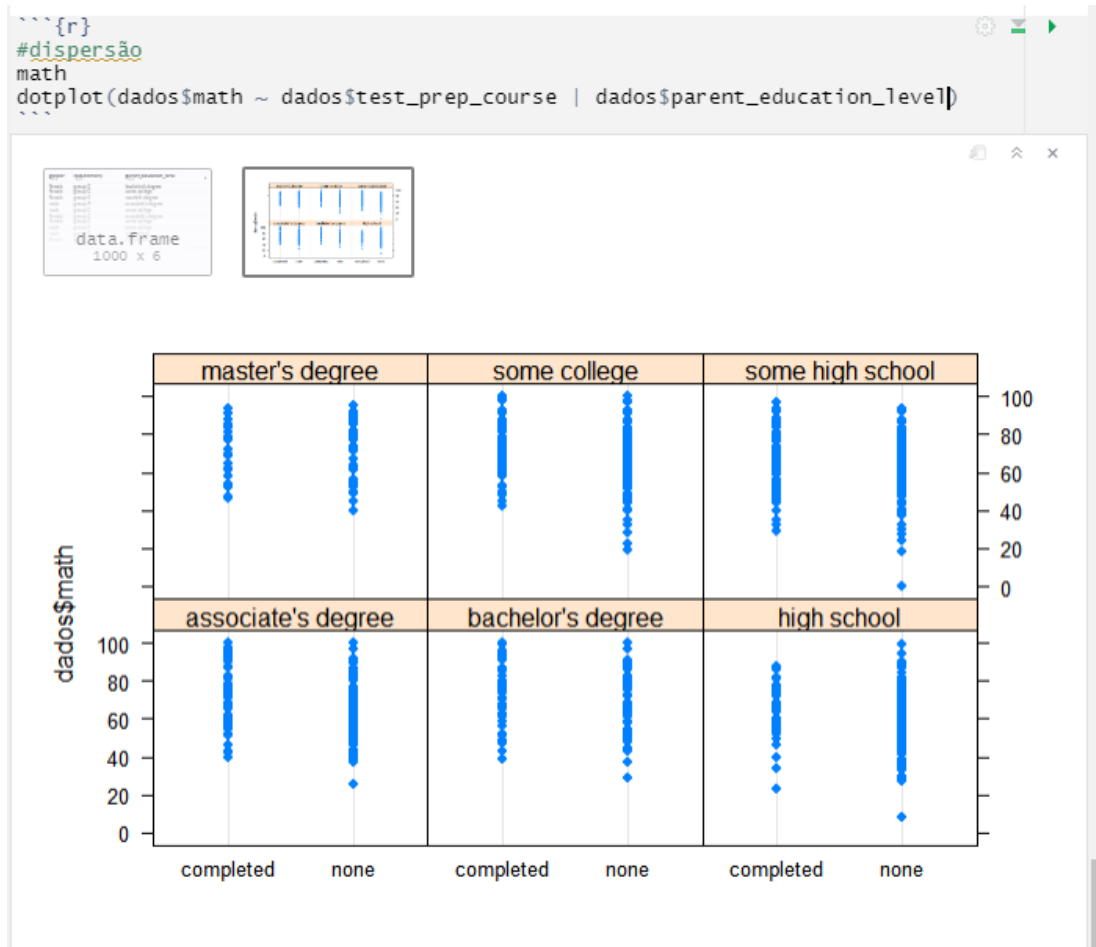 ```{r}
#dispersão
math
dotplot(dados$math ~ dados$test_prep_course | dados$parent_education_level)
```
data.frame
1000 x 6
master's degree some college some high school
100
80
60
40
20
0
dados$math
associate's degree bachelor's degree high school
100
80
60
40
20
0
completed none completed none completed none